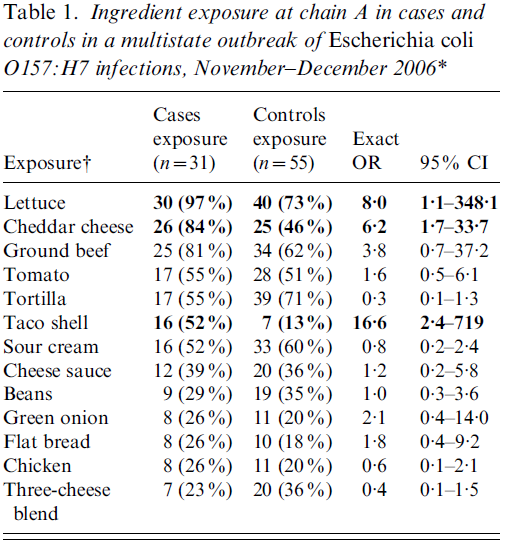 Table 1. Ingredient exposure at chain A in cases and
controls in a multistate outbreak of Escherichia coli
O157:H7 infections, November–December 2006*
Cases Controls
exposure exposure Exact
Exposure† (n=31) (n=55) OR 95% CI
Lettuce 30 (97%) 40 (73%) 8·0 1·1–348·1
Cheddar cheese 26 (84%) 25 (46%) 6·2 1·7–33·7
Ground beef 25 (81%) 34 (62%) 3·8 0·7–37·2
Tomato 17 (55%) 28 (51%) 1·6 0·5–6·1
Tortilla 17 (55%) 39 (71%) 0·3 0·1–1·3
Taco shell 16 (52%) 7 (13%) 16·6 2·4–719
Sour cream 16 (52%) 33 (60%) 0·8 0·2–2·4
Cheese sauce 12 (39%) 20 (36%) 1·2 0·2–5·8
Beans 9 (29%) 19 (35%) 1·0 0·3–3·6
Green onion 8 (26%) 11 (20%) 2·1 0·4–14·0
Flat bread 8 (26%) 10 (18%) 1·8 0·4–9·2
Chicken 8 (26%) 11 (20%) 0·6 0·1–2·1
Three-cheese 7 (23%) 20 (36%) 0·4 0·1–1·5
blend